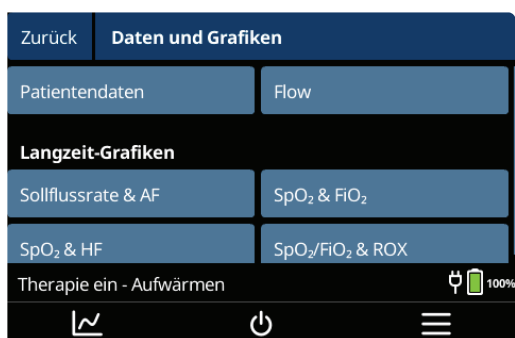 Zurück Daten und Grafiken
Patientendaten Flow
Langzeit-Grafiken
Sollflussrate & AF SpO₂ & FiO₂
SpO₂ & HF SpO₂/FiO₂ & ROX
Therapie ein - Aufwärmen 100%